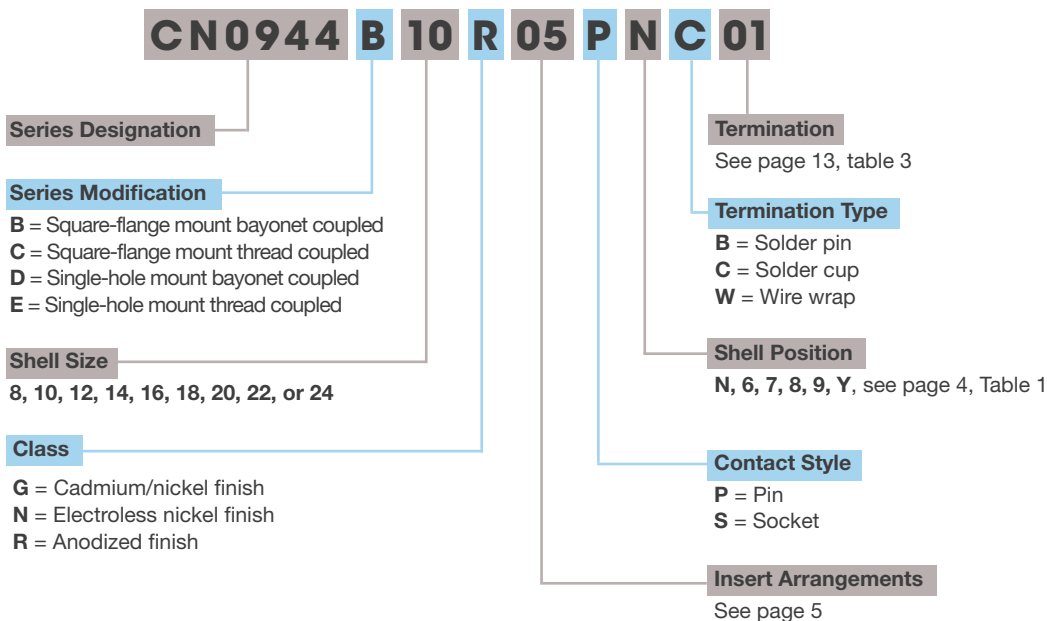 CN0944 B 10 R 05 P N C 01
Series Designation
Series Modification
B = Square-flange mount bayonet coupled
C = Square-flange mount thread coupled
D = Single-hole mount bayonet coupled
E = Single-hole mount thread coupled
Shell Size
8, 10, 12, 14, 16, 18, 20, 22, or 24
Class
G = Cadmium/nickel finish
N = Electroless nickel finish
R = Anodized finish
Termination
See page 13, table 3
Termination Type
B = Solder pin
C = Solder cup
W = Wire wrap
Shell Position
N, 6, 7, 8, 9, Y, see page 4, Table 1
Contact Style
P = Pin
S = Socket
Insert Arrangements
See page 5